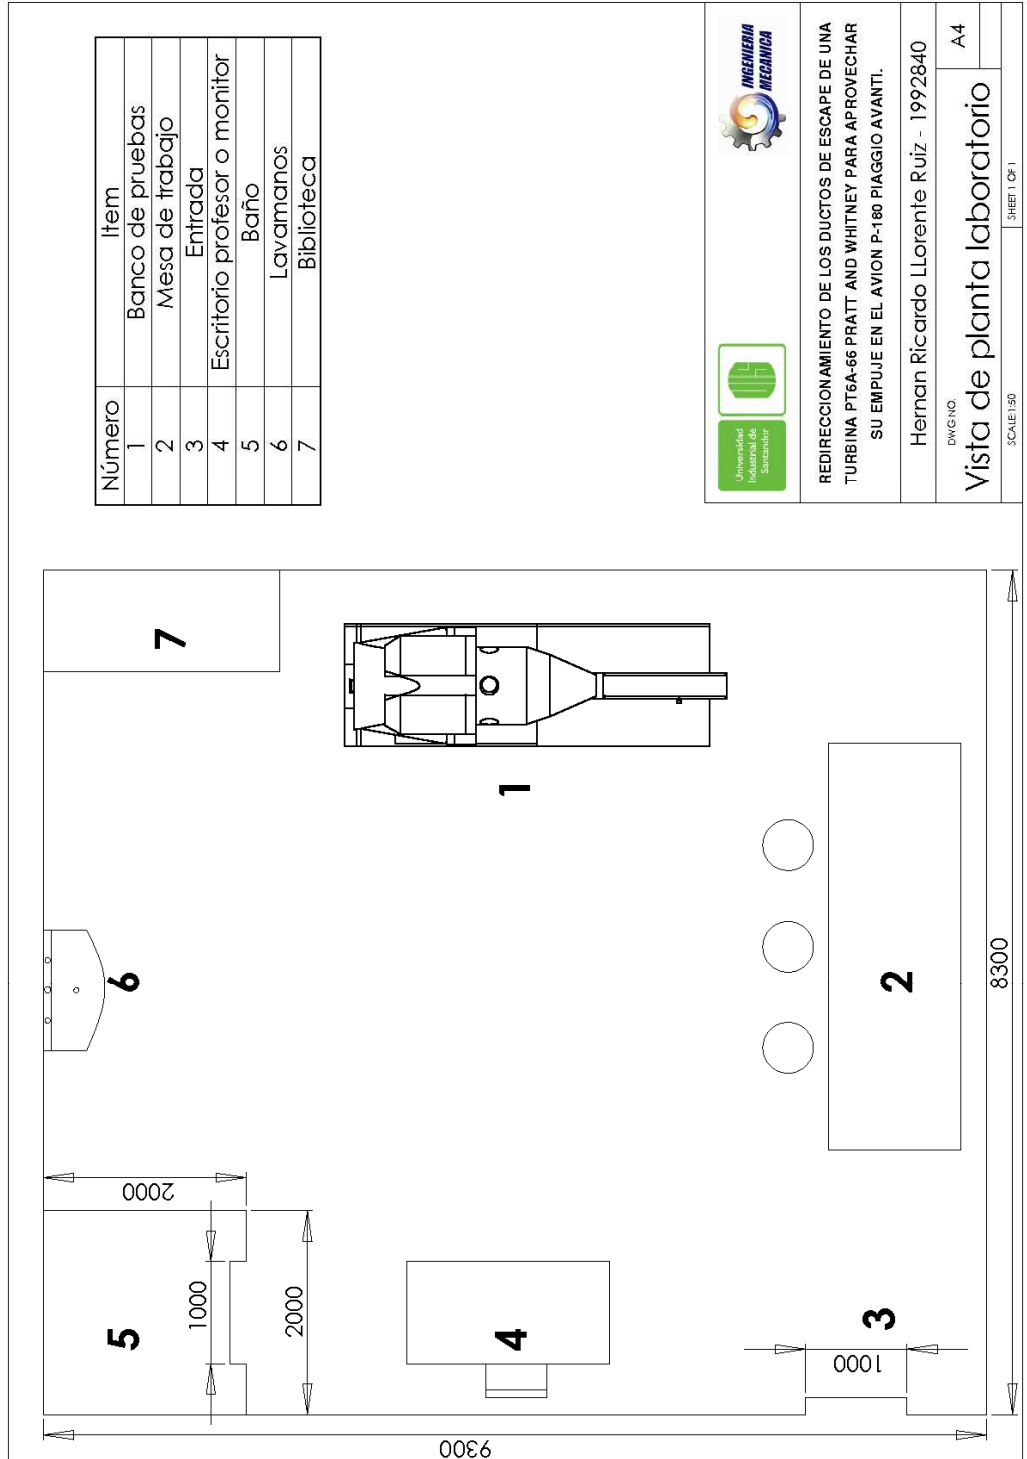 Número Item
1 Banco de pruebas
2 Mesa de trabajo
3 Entrada
4 Escritorio profesor o monitor
5 Baño
6 Lavamanos
7 Biblioteca
7
1
6
2
5
4
3
2000
1000
2000
1000
9300
8300
Universidad
Industrial de
Santander
UIS
INGENIERIA
MECANICA
REDIRECCIONAMIENTO DE LOS DUCTOS DE ESCAPE DE UNA
TURBINA PT6A-66 PRATT AND WHITNEY PARA APROVECHAR
SU EMPUJE EN EL AVION P-180 PIAGGIO AVANTI.
Hernan Ricardo LLorente Ruiz - 1992840
DWG NO.
Vista de planta laboratorio
A4
SCALE:1:50
SHEET 1 OF 1